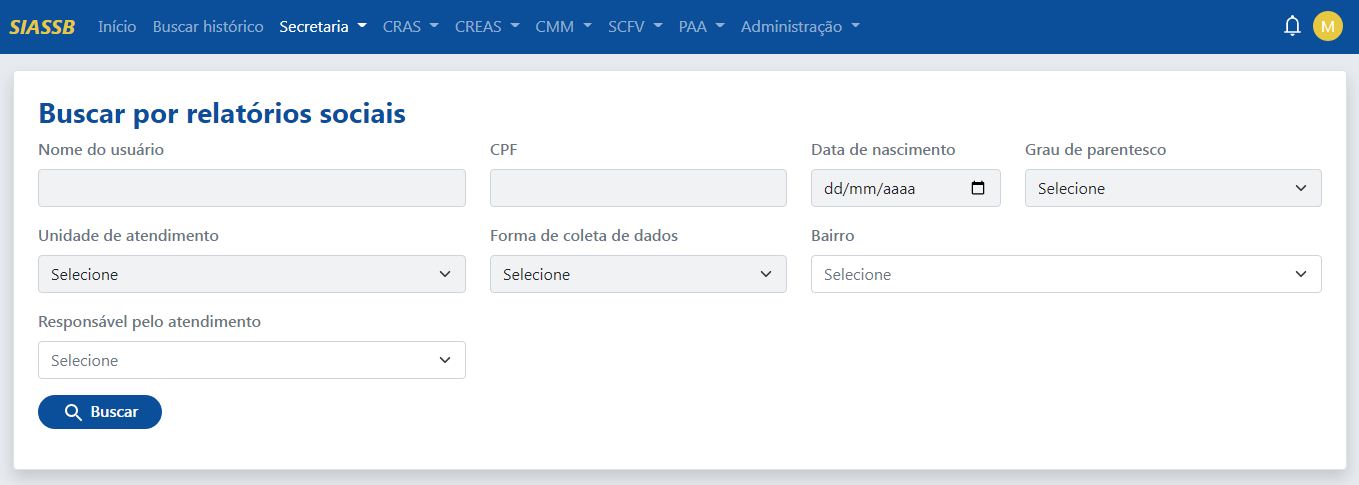 SIASSB Início Buscar histórico Secretaria CRAS CREAS CMM SCFV PAA Administração M
Buscar por relatórios sociais
Nome do usuário CPF Data de nascimento Grau de parentesco
dd/mm/aaaa Selecione
Unidade de atendimento Forma de coleta de dados Bairro
Selecione Selecione Selecione
Responsável pelo atendimento
Selecione
Buscar